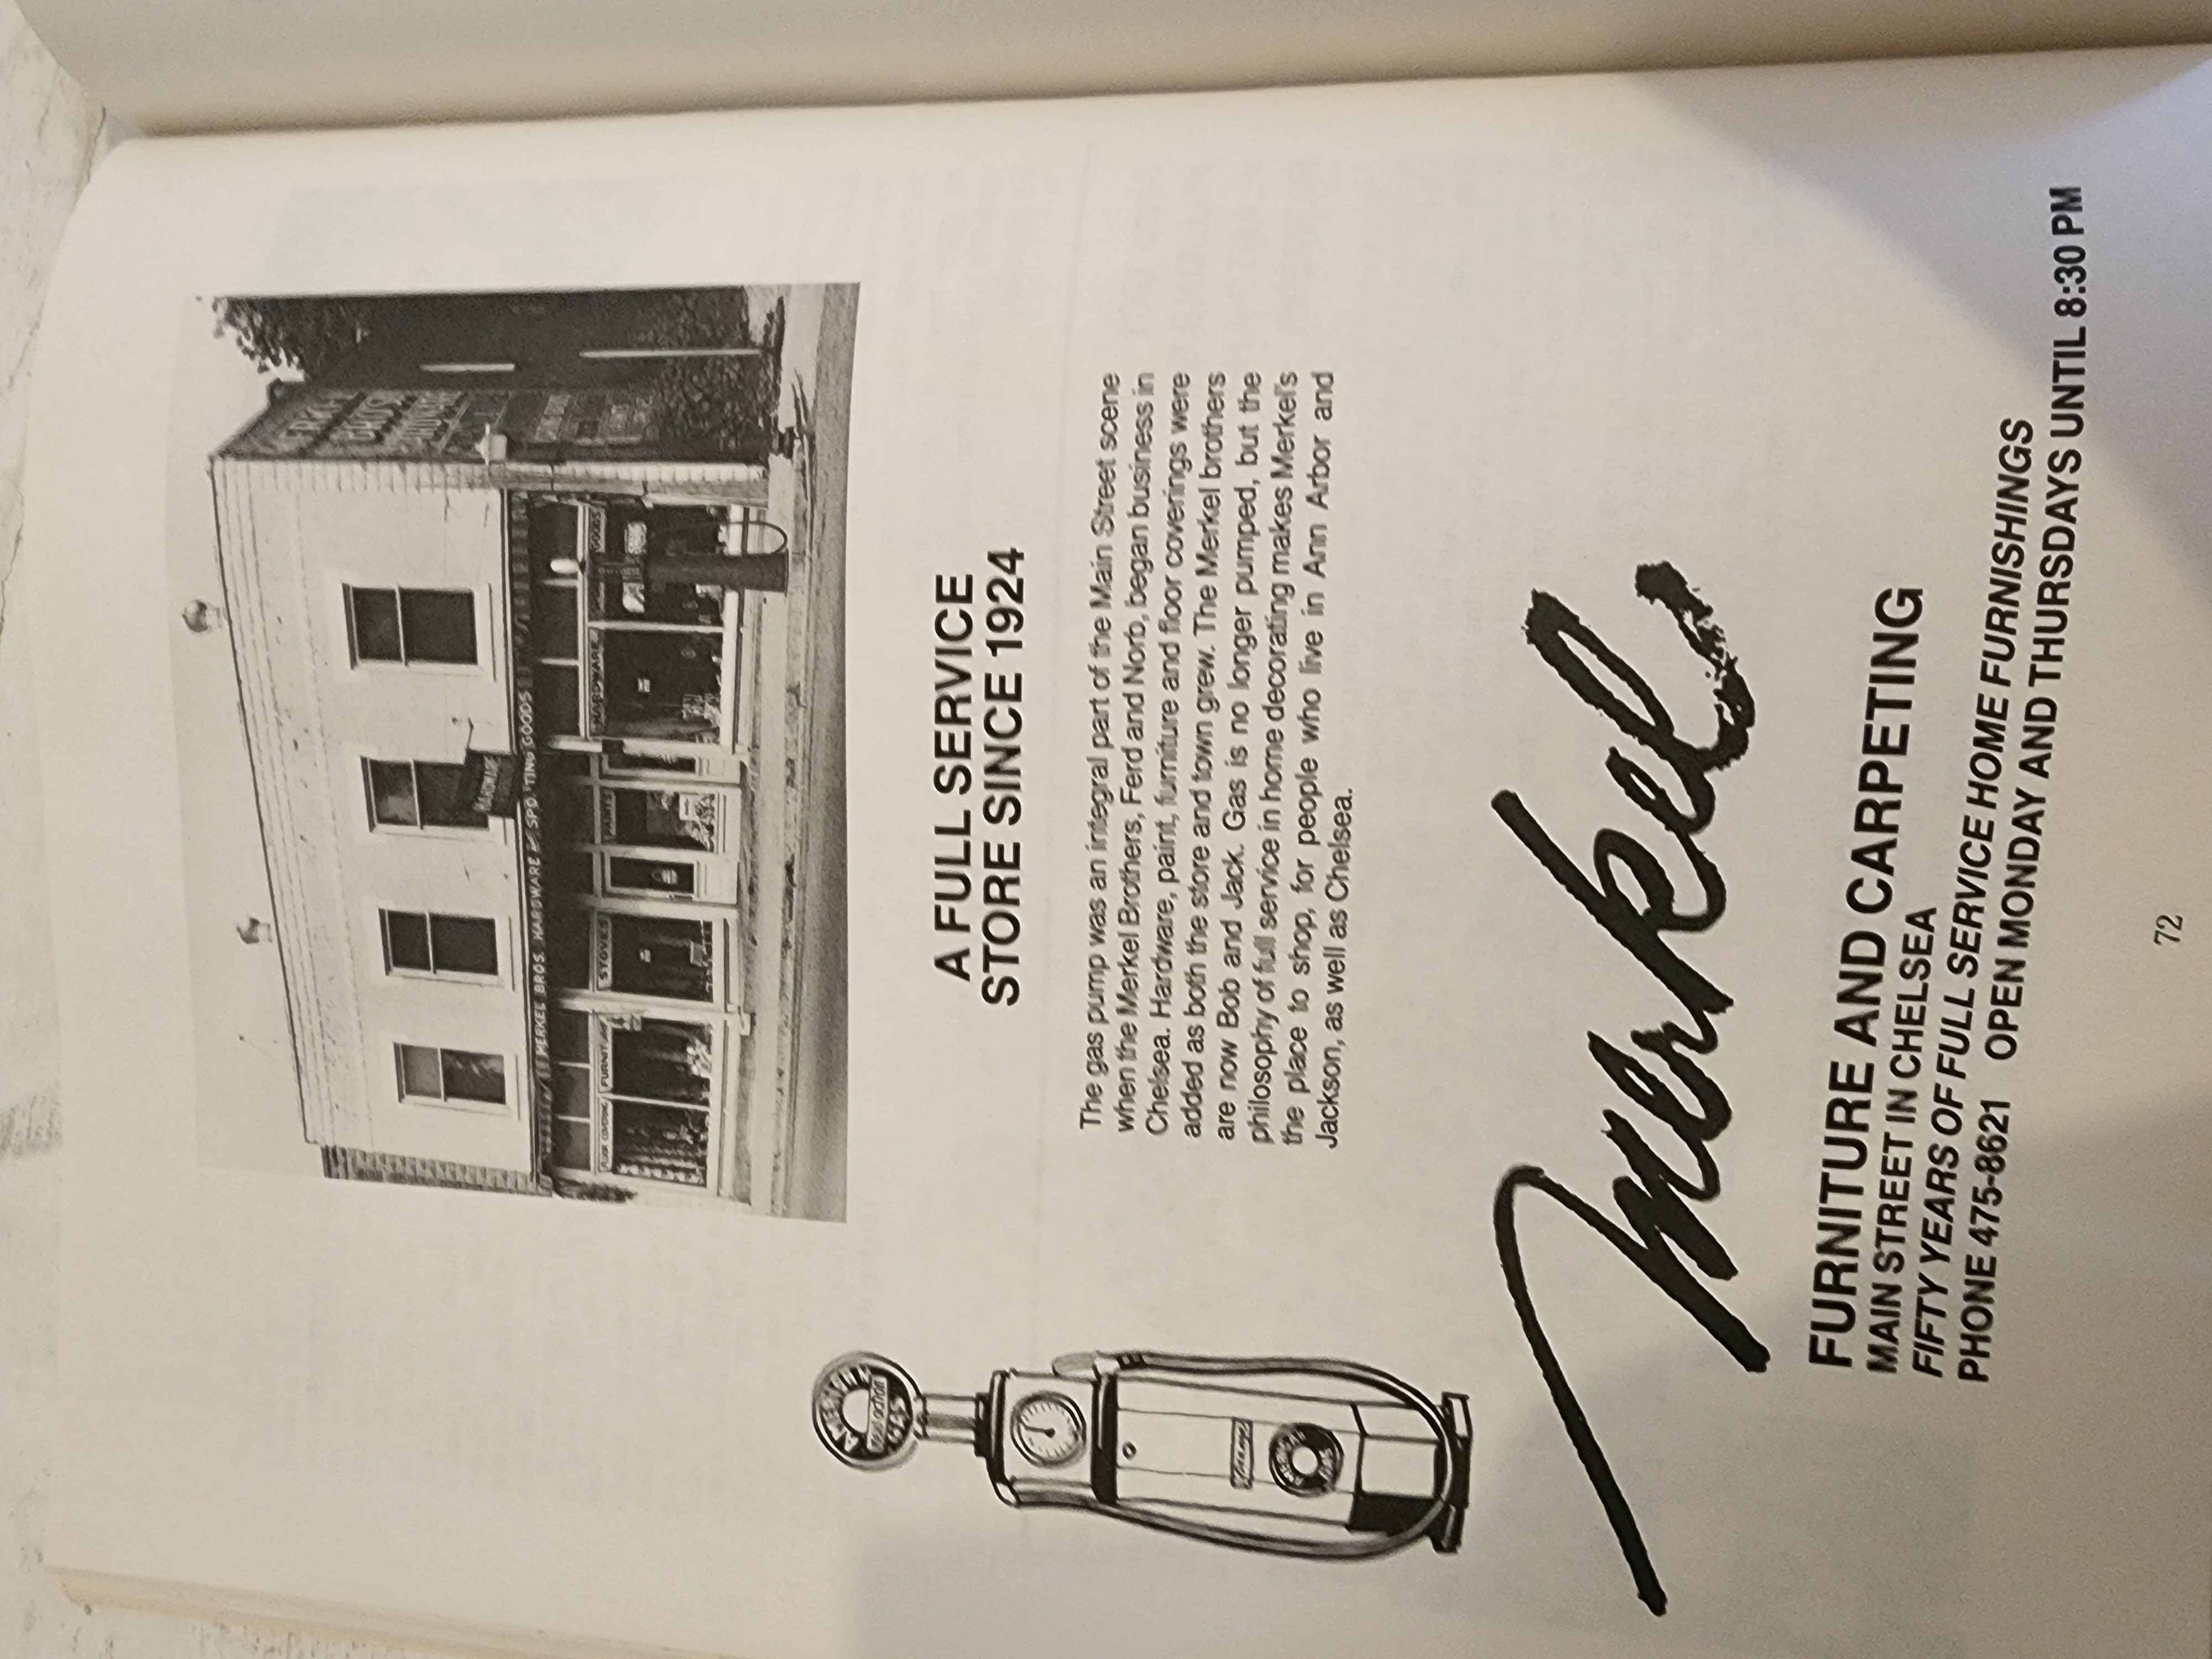 MERKEL BROS. HARDWARE & SPO TING GOODS
HARDWARE
FLOOR COVERING FURNITURE STOVES PAINTS HARDWARE GOODS
A FULL SERVICE
STORE SINCE 1924
The gas pump was an integral part of the Main Street scene
when the Merkel Brothers, Ferd and Norb, began business in
Chelsea. Hardware, paint, furniture and floor coverings were
added as both the store and town grew. The Merkel brothers
are now Bob and Jack. Gas is no longer pumped, but the
philosophy of full service in home decorating makes Merkel's
the place to shop, for people who live in Ann Arbor and
Jackson, as well as Chelsea.
Merkel
FURNITURE AND CARPETING
MAIN STREET IN CHELSEA
FIFTY YEARS OF FULL SERVICE HOME FURNISHINGS
PHONE 475-8621 OPEN MONDAY AND THURSDAYS UNTIL 8:30 PM
72